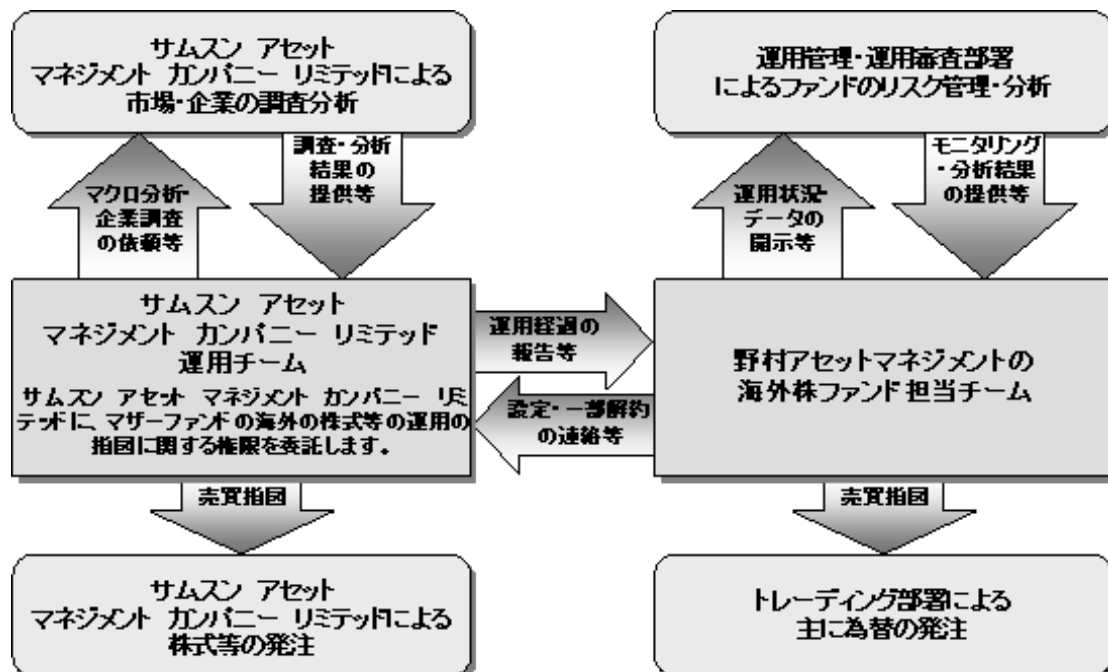 サムスン アセット
マネジメント カンパニー リミテッドによる
市場・企業の調査分析
運用管理・運用審査部署
によるファンドのリスク管理・分析
マクロ分析・
企業調査
の依頼等
調査・分析
結果の
提供等
運用状況・
データの
開示等
モニタリング
・分析結果
の提供等
サムスン アセット
マネジメント カンパニー リミテッド
運用チーム
サムスン アセット マネジメント カンパニー リミ
テッドに、マザーファンドの海外の株式等の運用の
指図に関する権限を委託します。
運用経過の
報告等
設定・一部解約
の連絡等
野村アセットマネジメントの
海外株ファンド担当チーム
売買指図
売買指図
サムスン アセット
マネジメント カンパニー リミテッドによる
株式等の発注
トレーディング部署による
主に為替の発注